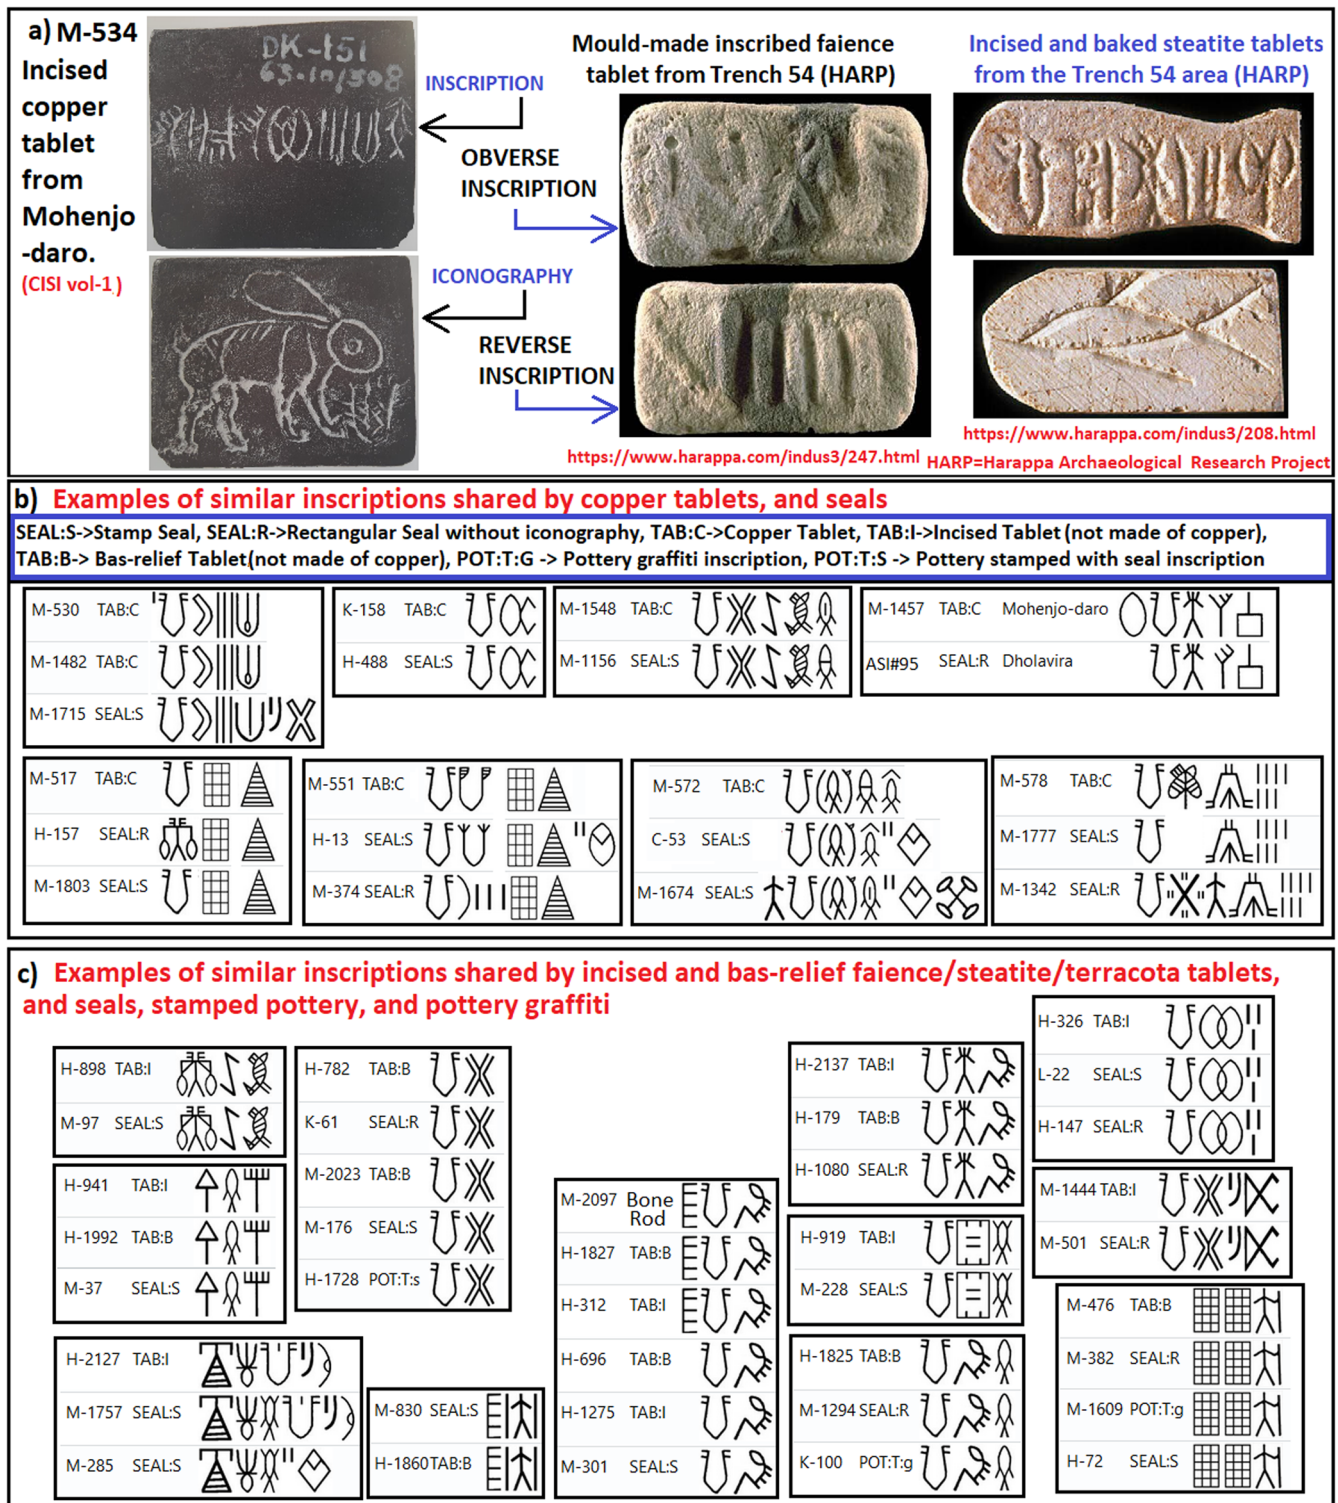 a) M-534
Incised
copper
tablet
from
Mohenjo
-daro.
(CISI vol-1)
DK-151
63.10/308
INSCRIPTION
ICONOGRAPHY
Mould-made inscribed faience
tablet from Trench 54 (HARP)
OBVERSE
INSCRIPTION
REVERSE
INSCRIPTION
https://www.harappa.com/indus3/247.html
Incised and baked steatite tablets
from the Trench 54 area (HARP)
https://www.harappa.com/indus3/208.html
HARP=Harappa Archaeological Research Project
b) Examples of similar inscriptions shared by copper tablets, and seals
SEAL:S->Stamp Seal, SEAL:R->Rectangular Seal without iconography, TAB:C->Copper Tablet, TAB:I->Incised Tablet (not made of copper),
TAB:B-> Bas-relief Tablet(not made of copper), POT:T:G -> Pottery graffiti inscription, POT:T:S -> Pottery stamped with seal inscription
M-530 TAB:C
M-1482 TAB:C
M-1715 SEAL:S
K-158 TAB:C
H-488 SEAL:S
M-1548 TAB:C
M-1156 SEAL:S
M-1457 TAB:C Mohenjo-daro
ASI#95 SEAL:R Dholavira
M-517 TAB:C
H-157 SEAL:R
M-1803 SEAL:S
M-551 TAB:C
H-13 SEAL:S
M-374 SEAL:R
M-572 TAB:C
C-53 SEAL:S
M-1674 SEAL:S
M-578 TAB:C
M-1777 SEAL:S
M-1342 SEAL:R
c) Examples of similar inscriptions shared by incised and bas-relief faience/steatite/terracota tablets,
and seals, stamped pottery, and pottery graffiti
H-898 TAB:I
M-97 SEAL:S
H-941 TAB:I
H-1992 TAB:B
M-37 SEAL:S
H-2127 TAB:I
M-1757 SEAL:S
M-285 SEAL:S
H-782 TAB:B
K-61 SEAL:R
M-2023 TAB:B
M-176 SEAL:S
H-1728 POT:T:s
M-830 SEAL:S
H-1860 TAB:B
M-2097 Bone
Rod
H-1827 TAB:B
H-312 TAB:I
H-696 TAB:B
H-1275 TAB:I
M-301 SEAL:S
H-2137 TAB:I
H-179 TAB:B
H-1080 SEAL:R
H-919 TAB:I
M-228 SEAL:S
H-1825 TAB:B
M-1294 SEAL:R
K-100 POT:T:g
H-326 TAB:I
L-22 SEAL:S
H-147 SEAL:R
M-1444 TAB:I
M-501 SEAL:R
M-476 TAB:B
M-382 SEAL:R
M-1609 POT:T:g
H-72 SEAL:S